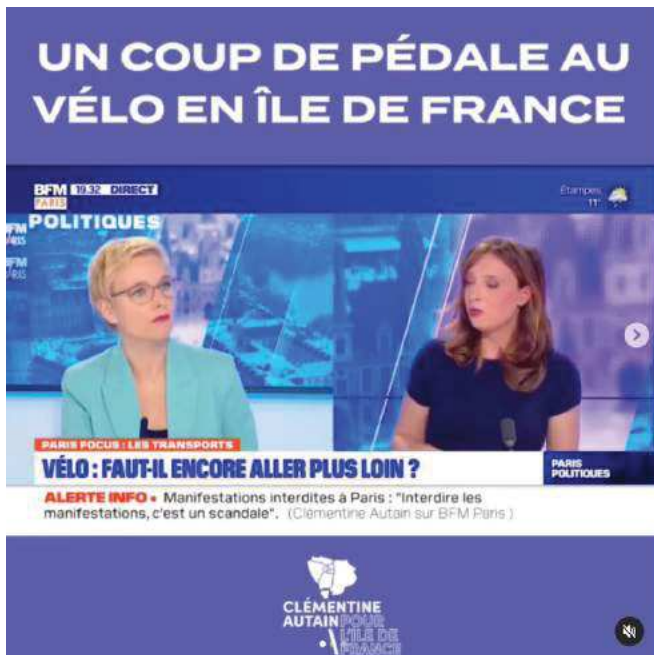 UN COUP DE PÉDALE AU
VÉLO EN ÎLE DE FRANCE
BFM 19.32 DIRECT
PARIS
Étampes
11°
POLITIQUES
PARIS FOCUS : LES TRANSPORTS
VÉLO : FAUT-IL ENCORE ALLER PLUS LOIN ?
PARIS
POLITIQUES
ALERTE INFO • Manifestations interdites à Paris : "Interdire les
manifestations, c'est un scandale". (Clémentine Autain sur BFM Paris)
CLÉMENTINE
AUTAIN POUR
L'ILE DE
FRANCE